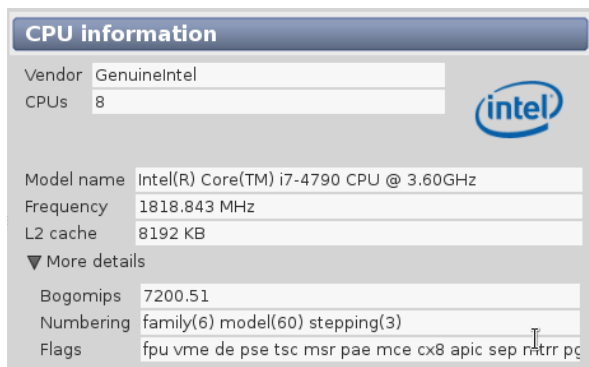 CPU information
Vendor GenuineIntel
CPUs 8
intel
Model name Intel(R) Core(TM) i7-4790 CPU @ 3.60GHz
Frequency 1818.843 MHz
L2 cache 8192 KB
More details
Bogomips 7200.51
Numbering family(6) model(60) stepping(3)
Flags fpu vme de pse tsc msr pae mce cx8 apic sep mtrr